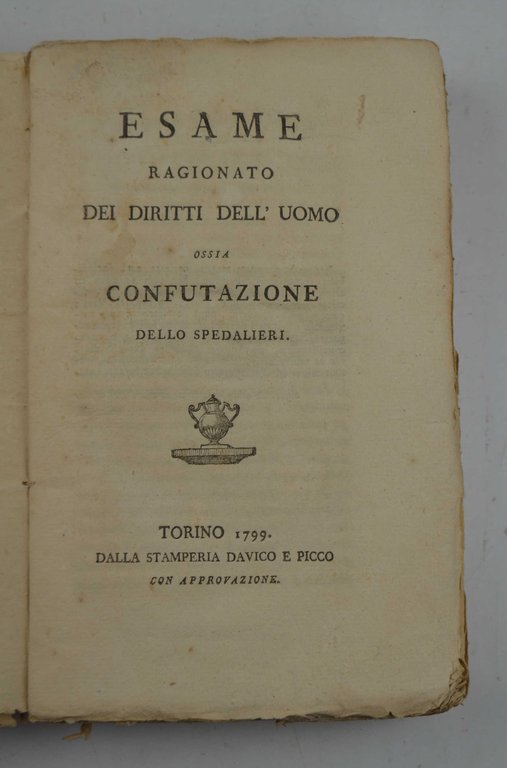 ESAME
RAGIONATO
DEI DIRITTI DELL' UOMO
OSSIA
CONFUTAZIONE
DELLO SPEDALIERI.
TORINO 1799.
DALLA STAMPERIA DAVICO E PICCO
CON APPROVAZIONE.